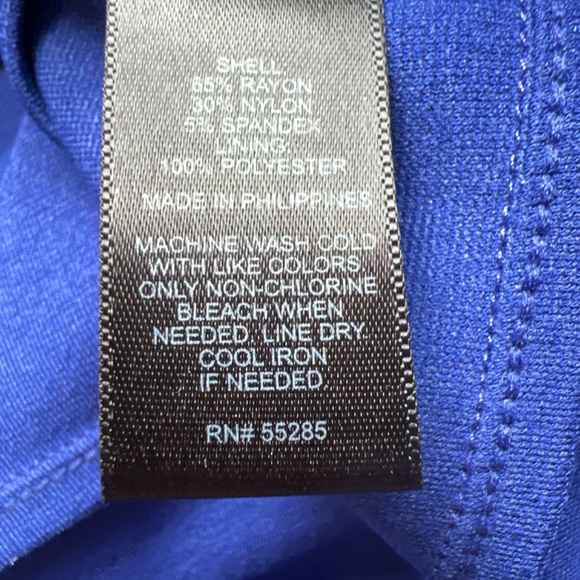 SHELL
65% RAYON
30% NYLON
5% SPANDEX
LINING
100% POLYESTER
MADE IN PHILIPPINES
MACHINE WASH COLD
WITH LIKE COLORS.
ONLY NON-CHLORINE
BLEACH WHEN
NEEDED. LINE DRY.
COOL IRON
IF NEEDED.
RN# 55285